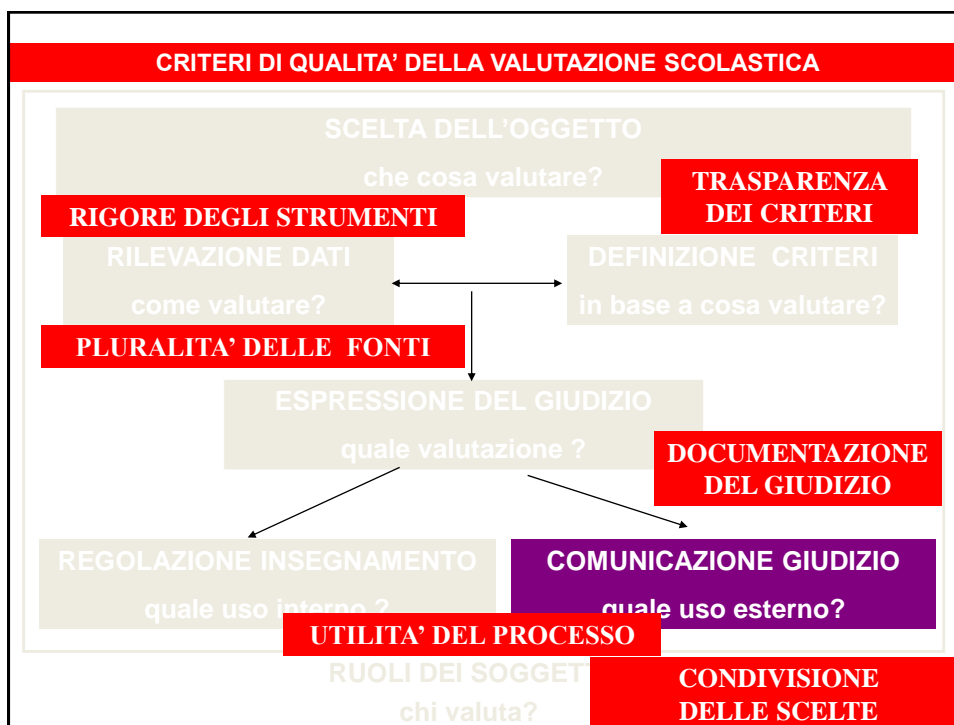 CRITERI DI QUALITA’ DELLA VALUTAZIONE SCOLASTICA
SCELTA DELL’OGGETTO
che cosa valutare?
TRASPARENZA
DEI CRITERI
RIGORE DEGLI STRUMENTI
RILEVAZIONE DATI
come valutare?
DEFINIZIONE CRITERI
in base a cosa valutare?
PLURALITA’ DELLE FONTI
ESPRESSIONE DEL GIUDIZIO
quale valutazione ?
DOCUMENTAZIONE
DEL GIUDIZIO
REGOLAZIONE INSEGNAMENTO
quale uso interno ?
COMUNICAZIONE GIUDIZIO
quale uso esterno?
UTILITA’ DEL PROCESSO
RUOLI DEI SOGGETT
chi valuta?
CONDIVISIONE
DELLE SCELTE